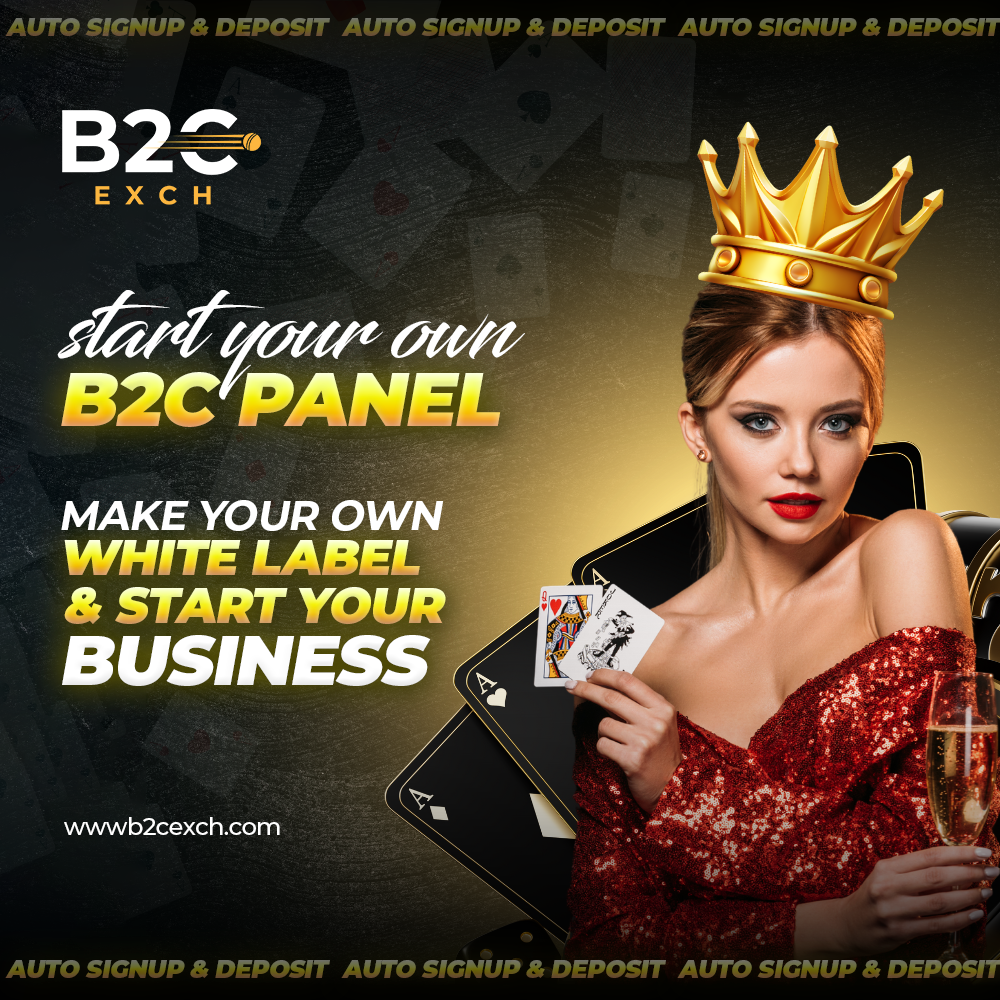 AUTO SIGNUP & DEPOSIT AUTO SIGNUP & DEPOSIT AUTO SIGNUP & DEPOSIT
B2C
EXCH
start your own
B2C PANEL
MAKE YOUR OWN
WHITE LABEL
& START YOUR
BUSINESS
A
Q
JOKER
A
A
wwwb2cexch.com
AUTO SIGNUP & DEPOSIT AUTO SIGNUP & DEPOSIT AUTO SIGNUP & DEPOSIT